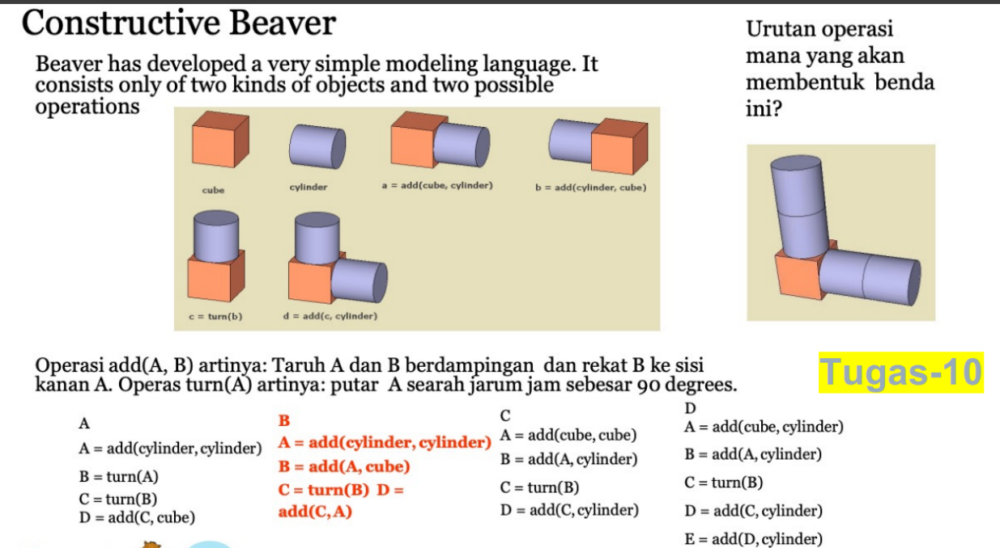 Constructive Beaver
Beaver has developed a very simple modeling language. It
consists only of two kinds of objects and two possible
operations
Urutan operasi
mana yang akan
membentuk benda
ini?
cube
cylinder
a = add(cube, cylinder)
b = add(cylinder, cube)
c = turn(b)
d = add(c, cylinder)
Operasi add(A, B) artinya: Taruh A dan B berdampingan dan rekat B ke sisi
kanan A. Operas turn(A) artinya: putar A searah jarum jam sebesar 90 degrees.
Tugas-10
A
A = add(cylinder, cylinder)
B = turn(A)
C = turn(B)
D = add(C, cube)
B
A = add(cylinder, cylinder)
B = add(A, cube)
C = turn(B) D =
add(C, A)
C
A = add(cube, cube)
B = add(A, cylinder)
C = turn(B)
D = add(C, cylinder)
D
A = add(cube, cylinder)
B = add(A, cylinder)
C = turn(B)
D = add(C, cylinder)
E = add(D, cylinder)